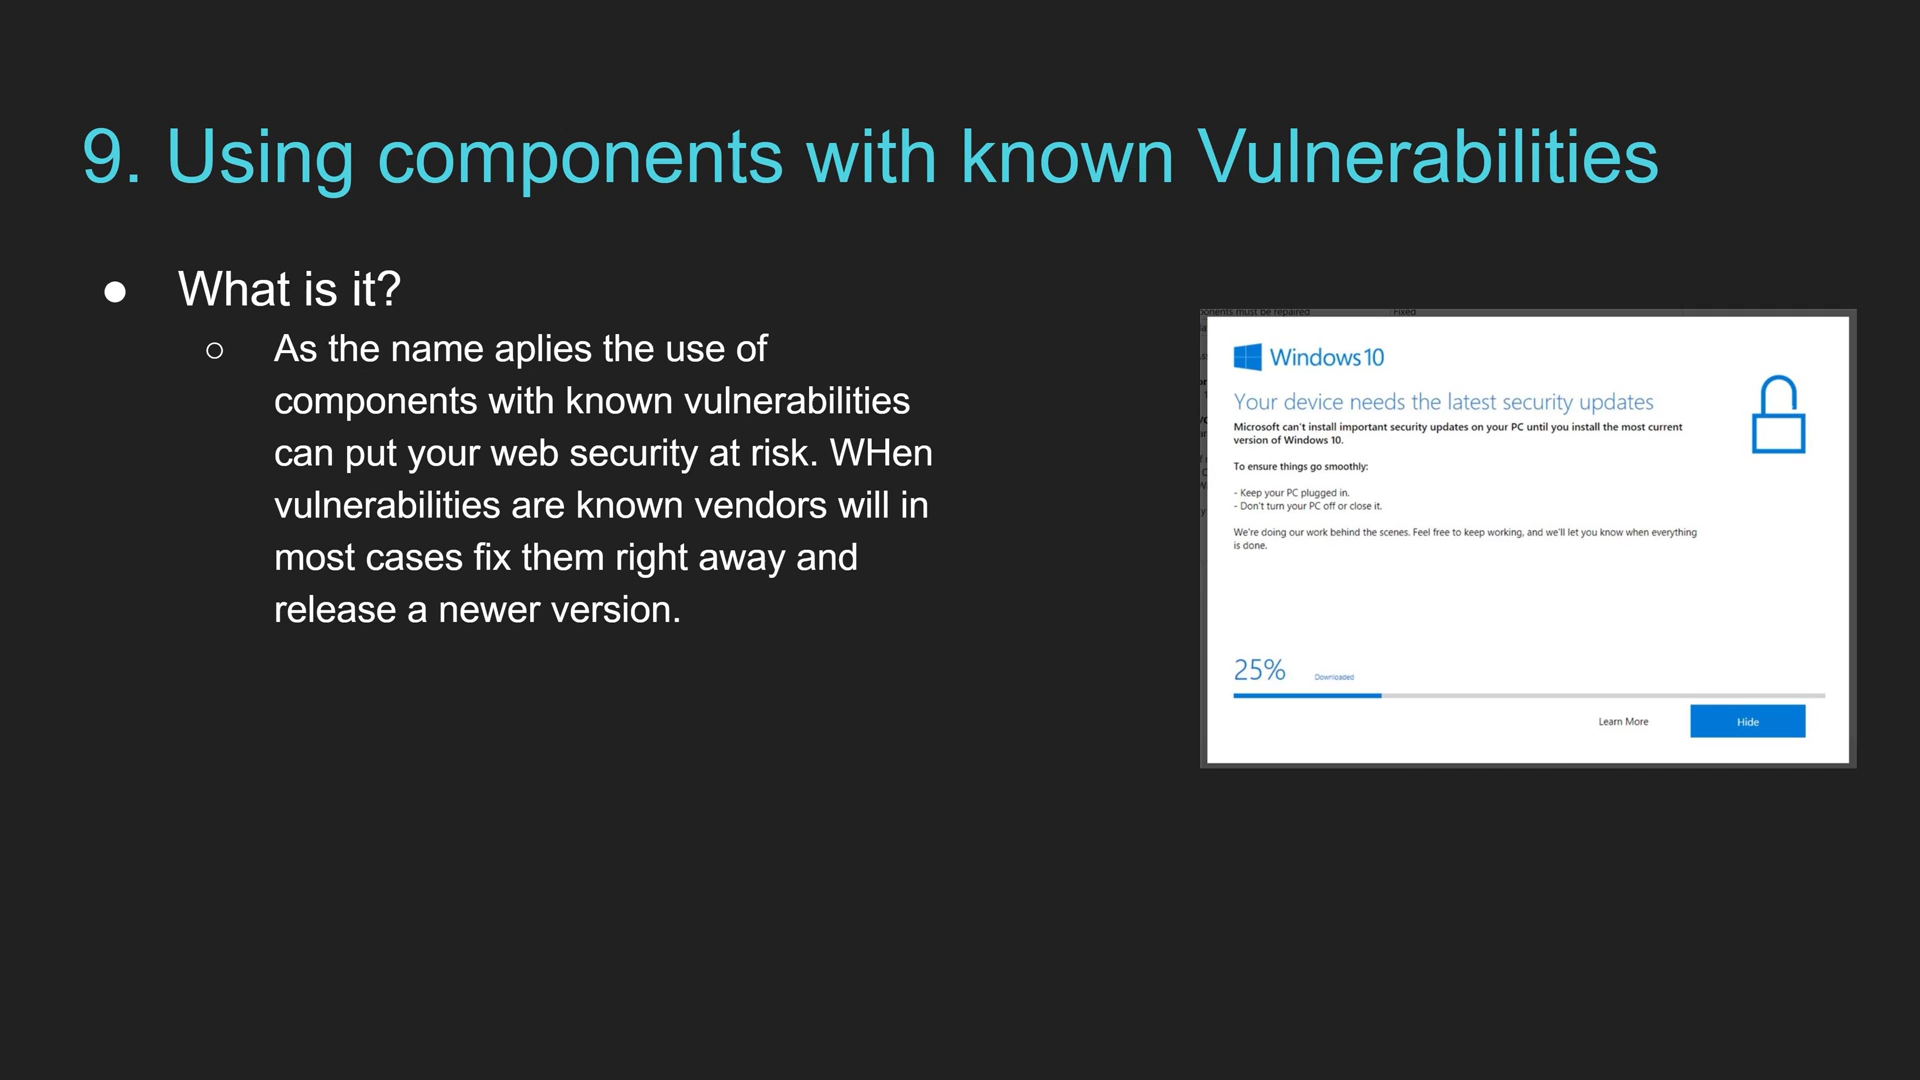 9. Using components with known Vulnerabilities
● What is it?
○ As the name aplies the use of
components with known vulnerabilities
can put your web security at risk. WHen
vulnerabilities are known vendors will in
most cases fix them right away and
release a newer version.
onents must be repaired Fixed
Windows 10
Your device needs the latest security updates
Microsoft can't install important security updates on your PC until you install the most current
version of Windows 10.
To ensure things go smoothly:
- Keep your PC plugged in.
- Don't turn your PC off or close it.
We're doing our work behind the scenes. Feel free to keep working, and we'll let you know when everything
is done.
25% Downloaded
Learn More Hide